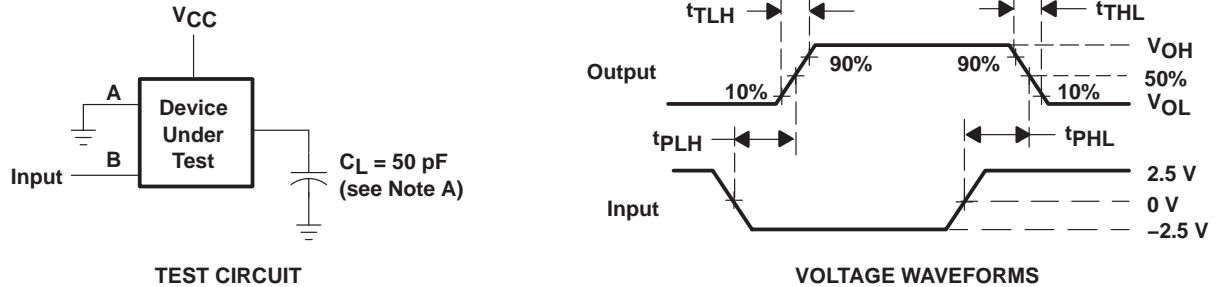 VCC
A
Device
Under
Test
B
Input
CL = 50 pF
(see Note A)
TEST CIRCUIT
tTLH
tTHL
Output
90%
90%
VOH
50%
10%
10%
VOL
tPLH
tPHL
Input
2.5 V
0 V
–2.5 V
VOLTAGE WAVEFORMS